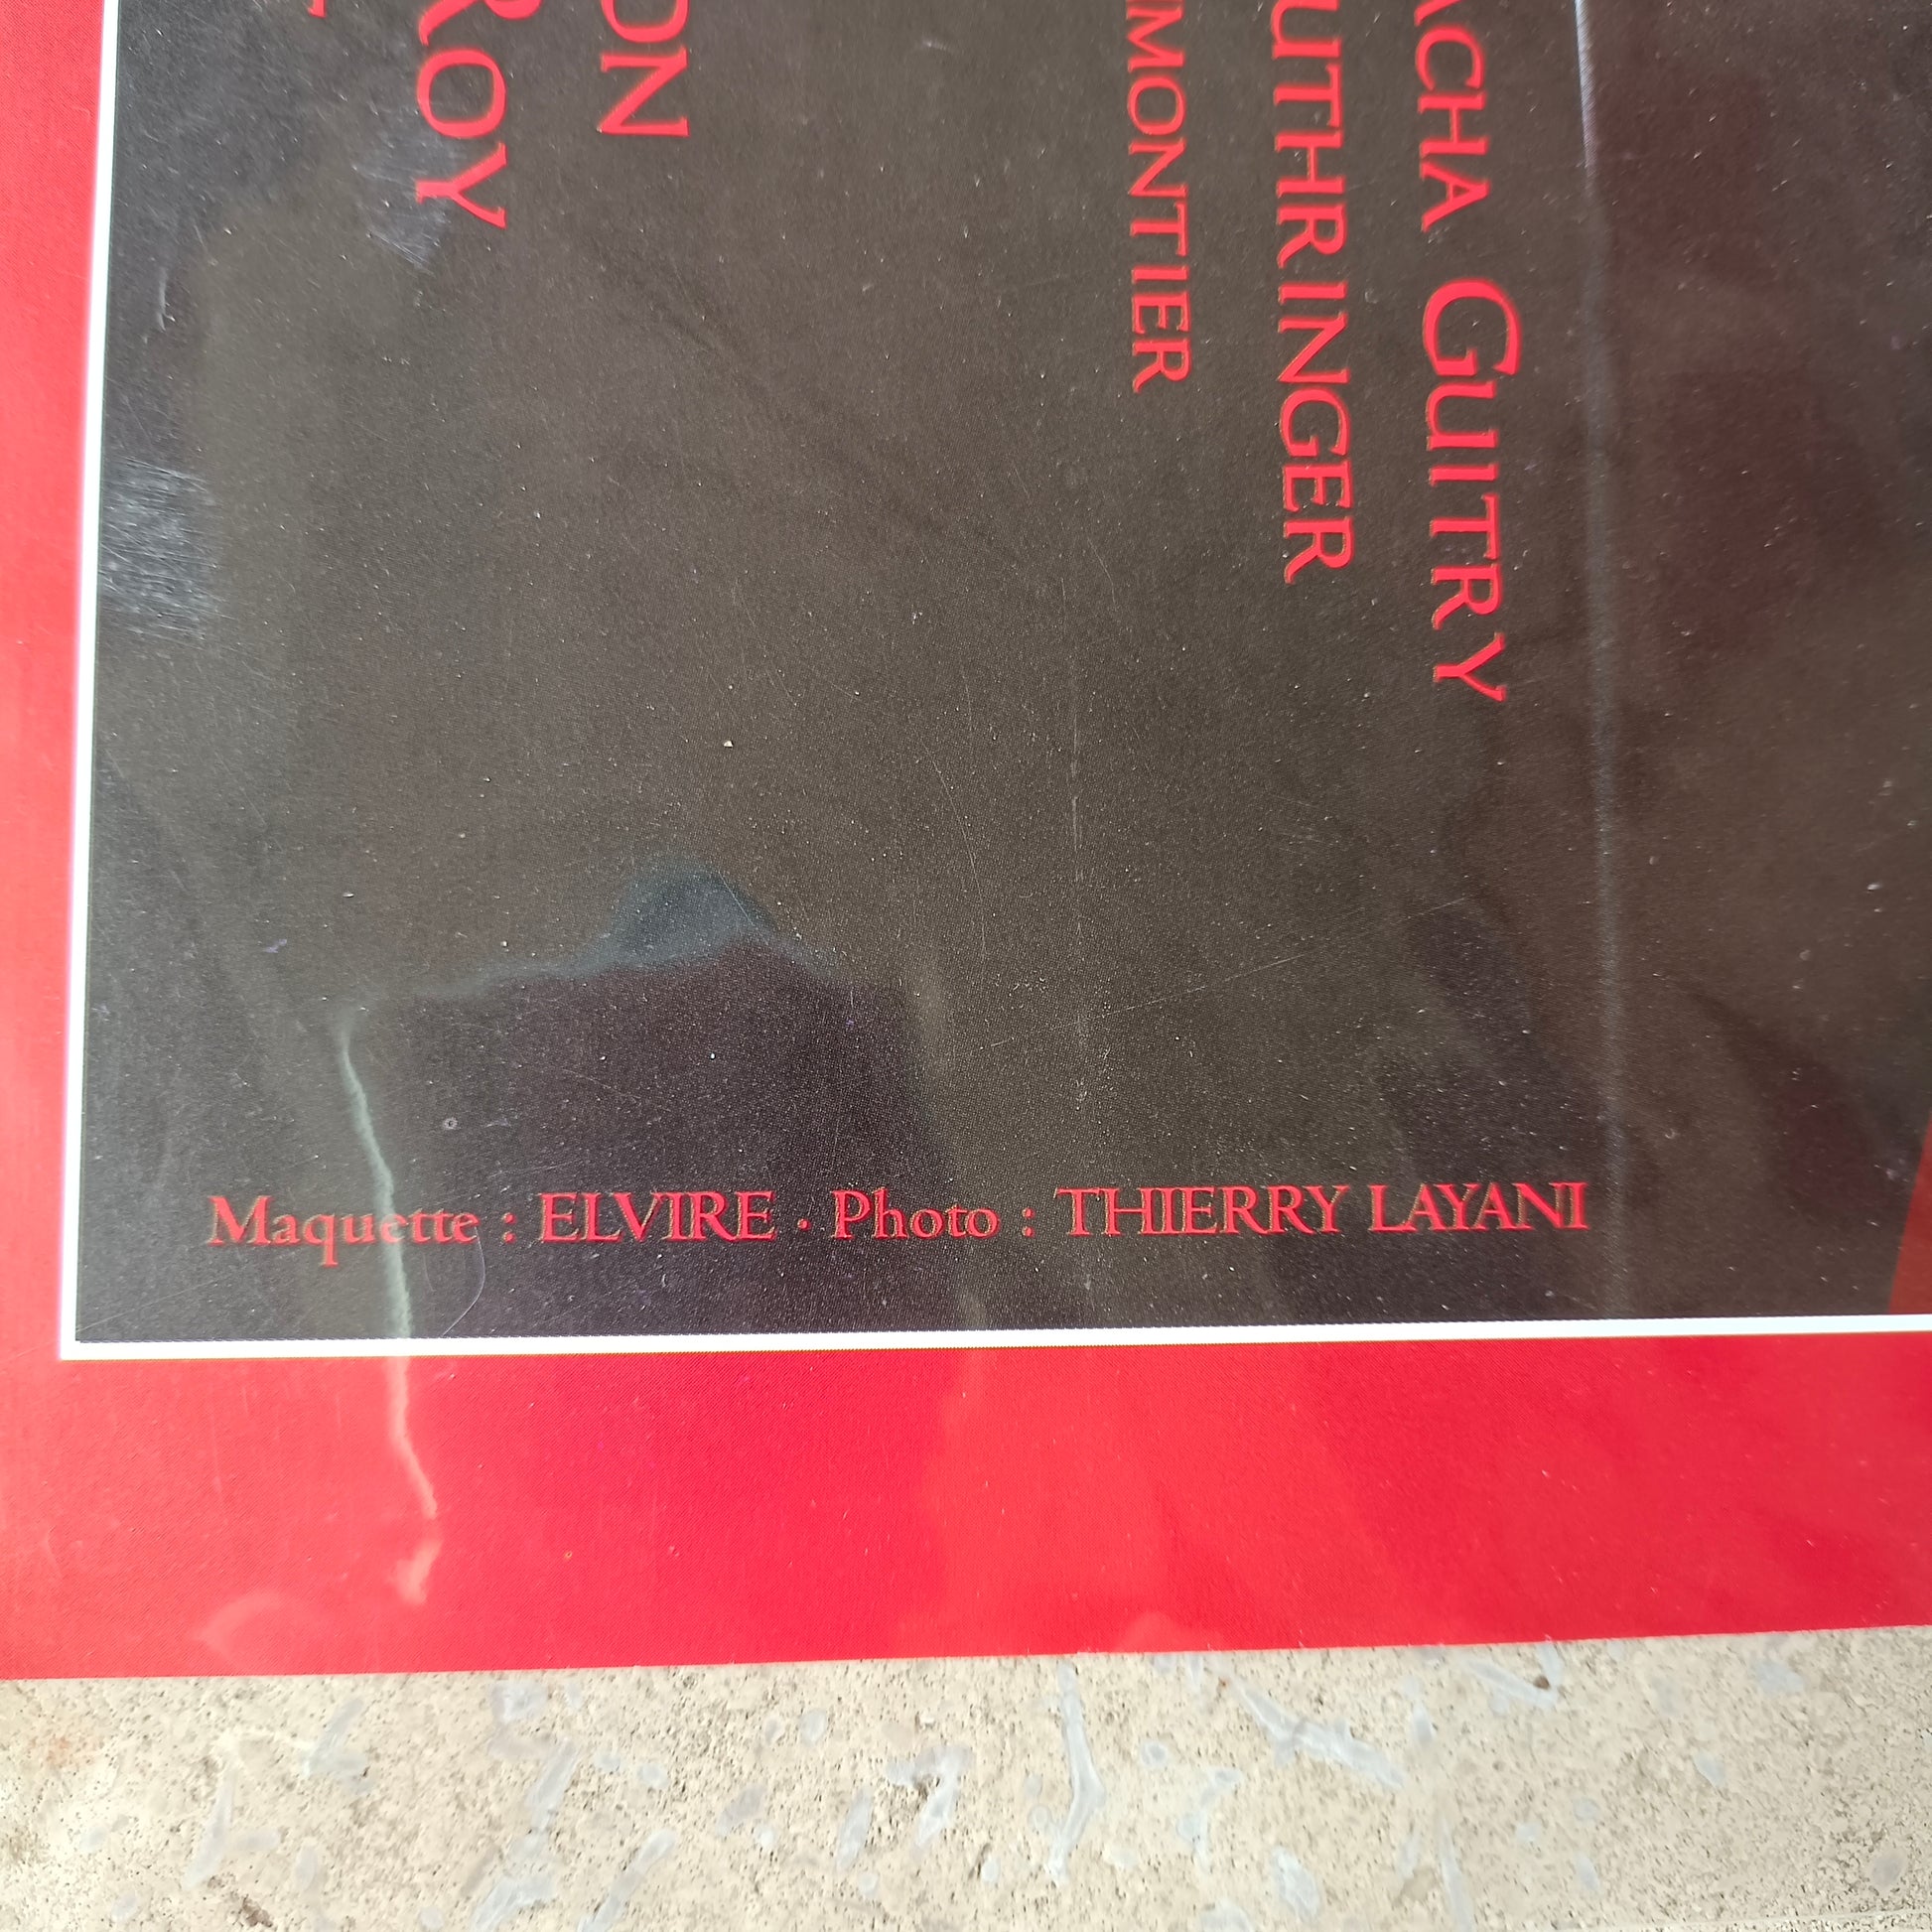 ACHA GUITRY
UTHRINGER
MONTIER
ON
ROY
Maquette : ELVIRE · Photo : THIERRY LAYANI